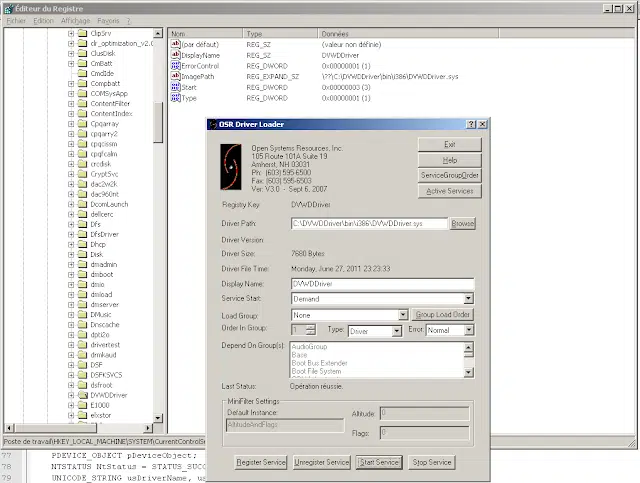 Éditeur du Registre
Fichier Edition Affichage Favoris ?
Nom Type Données
(par défaut) REG_SZ (valeur non définie)
DisplayName REG_SZ DVWDDriver
ErrorControl REG_DWORD 0x00000001 (1)
ImagePath REG_EXPAND_SZ \??\C:\DVWDDriver\bin\i386\DVWDDriver.sys
Start REG_DWORD 0x00000003 (3)
Type REG_DWORD 0x00000001 (1)
ClipSrv
clr_optimization_v2.0
ClusDisk
CmBatt
CmdIde
Compbatt
COMSysApp
ContentFilter
ContentIndex
Cpqarray
cpqarry2
cpqcissm
cpqfcalm
crcdisk
CryptSvc
dac2w2k
dac960nt
DcomLaunch
dellcerc
Dfs
DfsDriver
Dhcp
Disk
dmadmin
dmboot
dmio
dmload
dmserver
DMusic
Dnscache
dpti2o
drivertest
drmkaud
DSF
DSFKSVCS
dsfroot
DVWDDriver
E1000
elxstor
Poste de travail\HKEY_LOCAL_MACHINE\SYSTEM\CurrentControlSe
OSR Driver Loader
Open Systems Resources, Inc.
105 Route 101A Suite 19
Amherst, NH 03031
Ph: (603) 595-6500
Fax: (603) 595-6503
Ver: V3.0 - Sept 6, 2007
Exit
Help
ServiceGroupOrder
Active Services
Registry Key: DVWDDriver
Driver Path: C:\DVWDDriver\bin\i386\DVWDDriver.sys Browse
Driver Version:
Driver Size: 7680 Bytes
Driver File Time: Monday, June 27, 2011 23:23:33
Display Name: DVWDDriver
Service Start: Demand
Load Group: None Group Load Order
Order In Group: 1 Type: Driver Error: Normal
Depend On Group(s): AudioGroup
Base
Boot Bus Extender
Boot File System
Last Status: Opération réussie.
MiniFilter Settings
Default Instance: Altitude: 0
AltitudeAndFlags
Flags: 0
Register Service Unregister Service Start Service Stop Service
77 PDEVICE_OBJECT pDeviceObject;
78 NTSTATUS NtStatus = STATUS_SUCC
79 UNICODE_STRING usDriverName, us